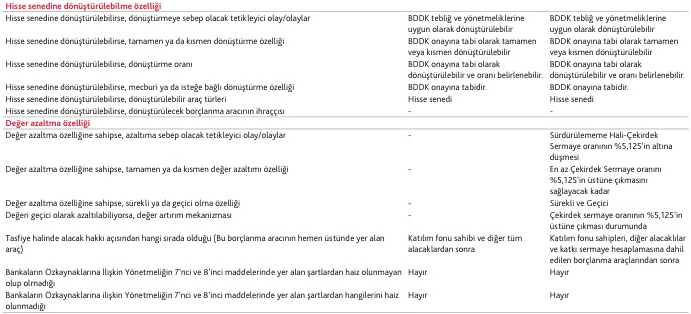 Hisse senedine dönüştürülebilme özelliği
Hisse senedine dönüştürülebilirse, dönüştürmeye sebep olacak tetikleyici olay/olaylar
BDDK tebliğ ve yönetmeliklerine
uygun olarak dönüştürülebilir
BDDK tebliğ ve yönetmeliklerine
uygun olarak dönüştürülebilir
Hisse senedine dönüştürülebilirse, tamamen ya da kısmen dönüştürme özelliği
BDDK onayına tabi olarak tamamen
veya kısmen dönüştürülebilir
BDDK onayına tabi olarak tamamen
veya kısmen dönüştürülebilir
Hisse senedine dönüştürülebilirse, dönüştürme oranı
BDDK onayına tabi olarak
dönüştürülebilir ve oranı belirlenebilir.
BDDK onayına tabi olarak
dönüştürülebilir ve oranı belirlenebilir.
Hisse senedine dönüştürülebilirse, mecburi ya da isteğe bağlı dönüştürme özelliği
BDDK onayına tabidir.
BDDK onayına tabidir.
Hisse senedine dönüştürülebilirse, dönüştürülebilir araç türleri
Hisse senedi
Hisse senedi
Hisse senedine dönüştürülebilirse, dönüştürülecek borçlanma aracının ihraççısı
-
-
Değer azaltma özelliği
Değer azaltma özelliğine sahipse, azaltıma sebep olacak tetikleyici olay/olaylar
-
Sürdürülememe Hali-Çekirdek
Sermaye oranının %5,125'in altına
düşmesi
Değer azaltma özelliğine sahipse, tamamen ya da kısmen değer azaltımı özelliği
-
En az Çekirdek Sermaye oranını
%5,125'in üstüne çıkmasını
sağlayacak kadar
Değer azaltma özelliğine sahipse, sürekli ya da geçici olma özelliği
-
Sürekli ve Geçici
Değeri geçici olarak azaltılabiliyorsa, değer artırım mekanizması
-
Çekirdek sermaye oranının %5,125'in
üstüne çıkması durumunda
Tasfiye halinde alacak hakkı açısından hangi sırada olduğu (Bu borçlanma aracının hemen üstünde yer alan
araç)
Katılım fonu sahibi ve diğer tüm
alacaklılardan sonra
Katılım fonu sahipleri, diğer alacaklılar
ve katkı sermaye hesaplamasına dahil
edilen borçlanma araçlarından sonra
Bankaların Özkaynaklarına İlişkin Yönetmeliğin 7'nci ve 8'inci maddelerinde yer alan şartlardan haiz olunmayan
olup olmadığı
Hayır
Hayır
Bankaların Özkaynaklarına ilişkin Yönetmeliğin 7'nci ve 8'inci maddelerinde yer alan şartlardan hangilerini haiz
olunmadığı
Hayır
Hayır